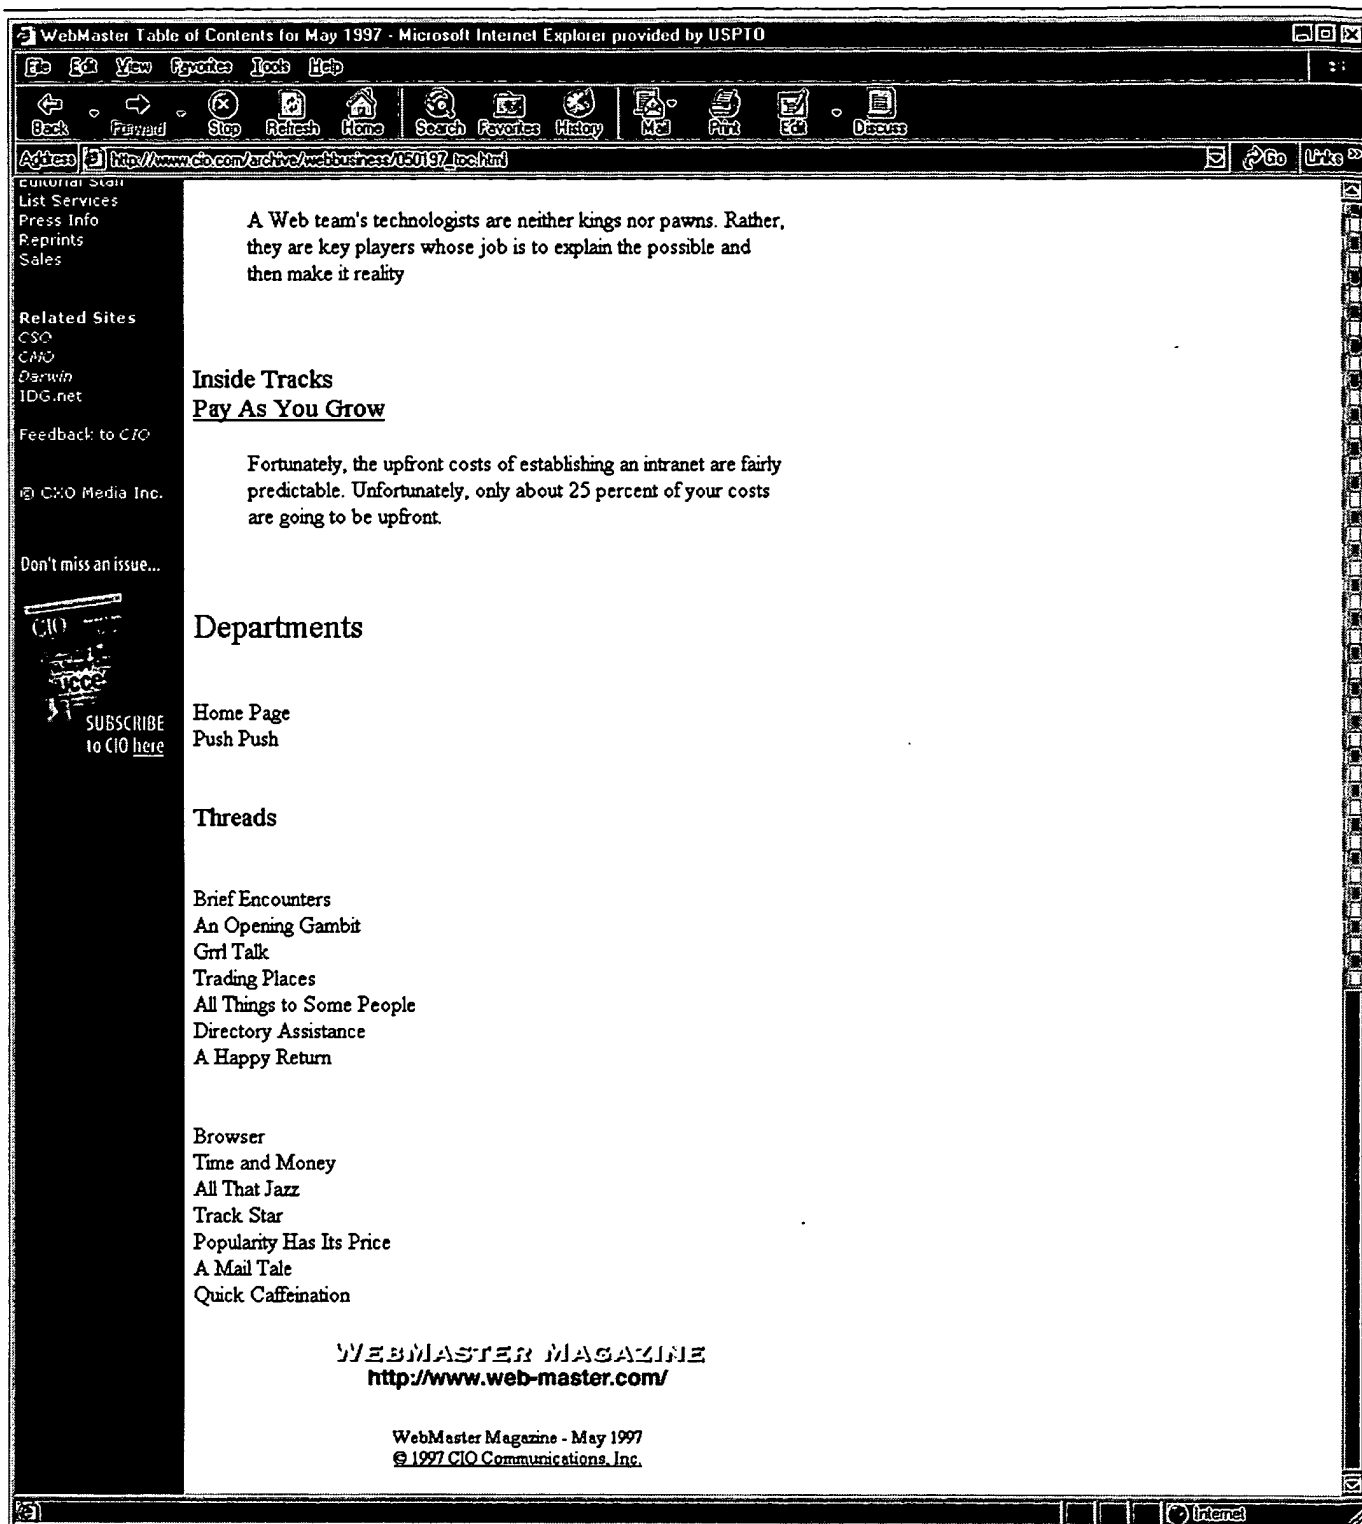 WebMaster Table of Contents for May 1997 - Microsoft Internet Explorer provided by USPTO
File Edit View Favorites Tools Help
Back Forward Stop Refresh Home Search Favorites History Mail Print Edit Discuss
Address http://www.cio.com/archive/webbusiness/050197_toc.html Go Links »
Editorial Staff
List Services
Press Info
Reprints
Sales
Related Sites
CSO
CMO
Darwin
IDG.net
Feedback to CIO
© CXO Media Inc.
Don't miss an issue...
CIO
SUBSCRIBE
to CIO here
A Web team's technologists are neither kings nor pawns. Rather,
they are key players whose job is to explain the possible and
then make it reality
Inside Tracks
Pay As You Grow
Fortunately, the upfront costs of establishing an intranet are fairly
predictable. Unfortunately, only about 25 percent of your costs
are going to be upfront.
Departments
Home Page
Push Push
Threads
Brief Encounters
An Opening Gambit
Grrl Talk
Trading Places
All Things to Some People
Directory Assistance
A Happy Return
Browser
Time and Money
All That Jazz
Track Star
Popularity Has Its Price
A Mail Tale
Quick Caffeination
WEBMASTER MAGAZINE
http://www.web-master.com/
WebMaster Magazine - May 1997
© 1997 CIO Communications, Inc.
Internet